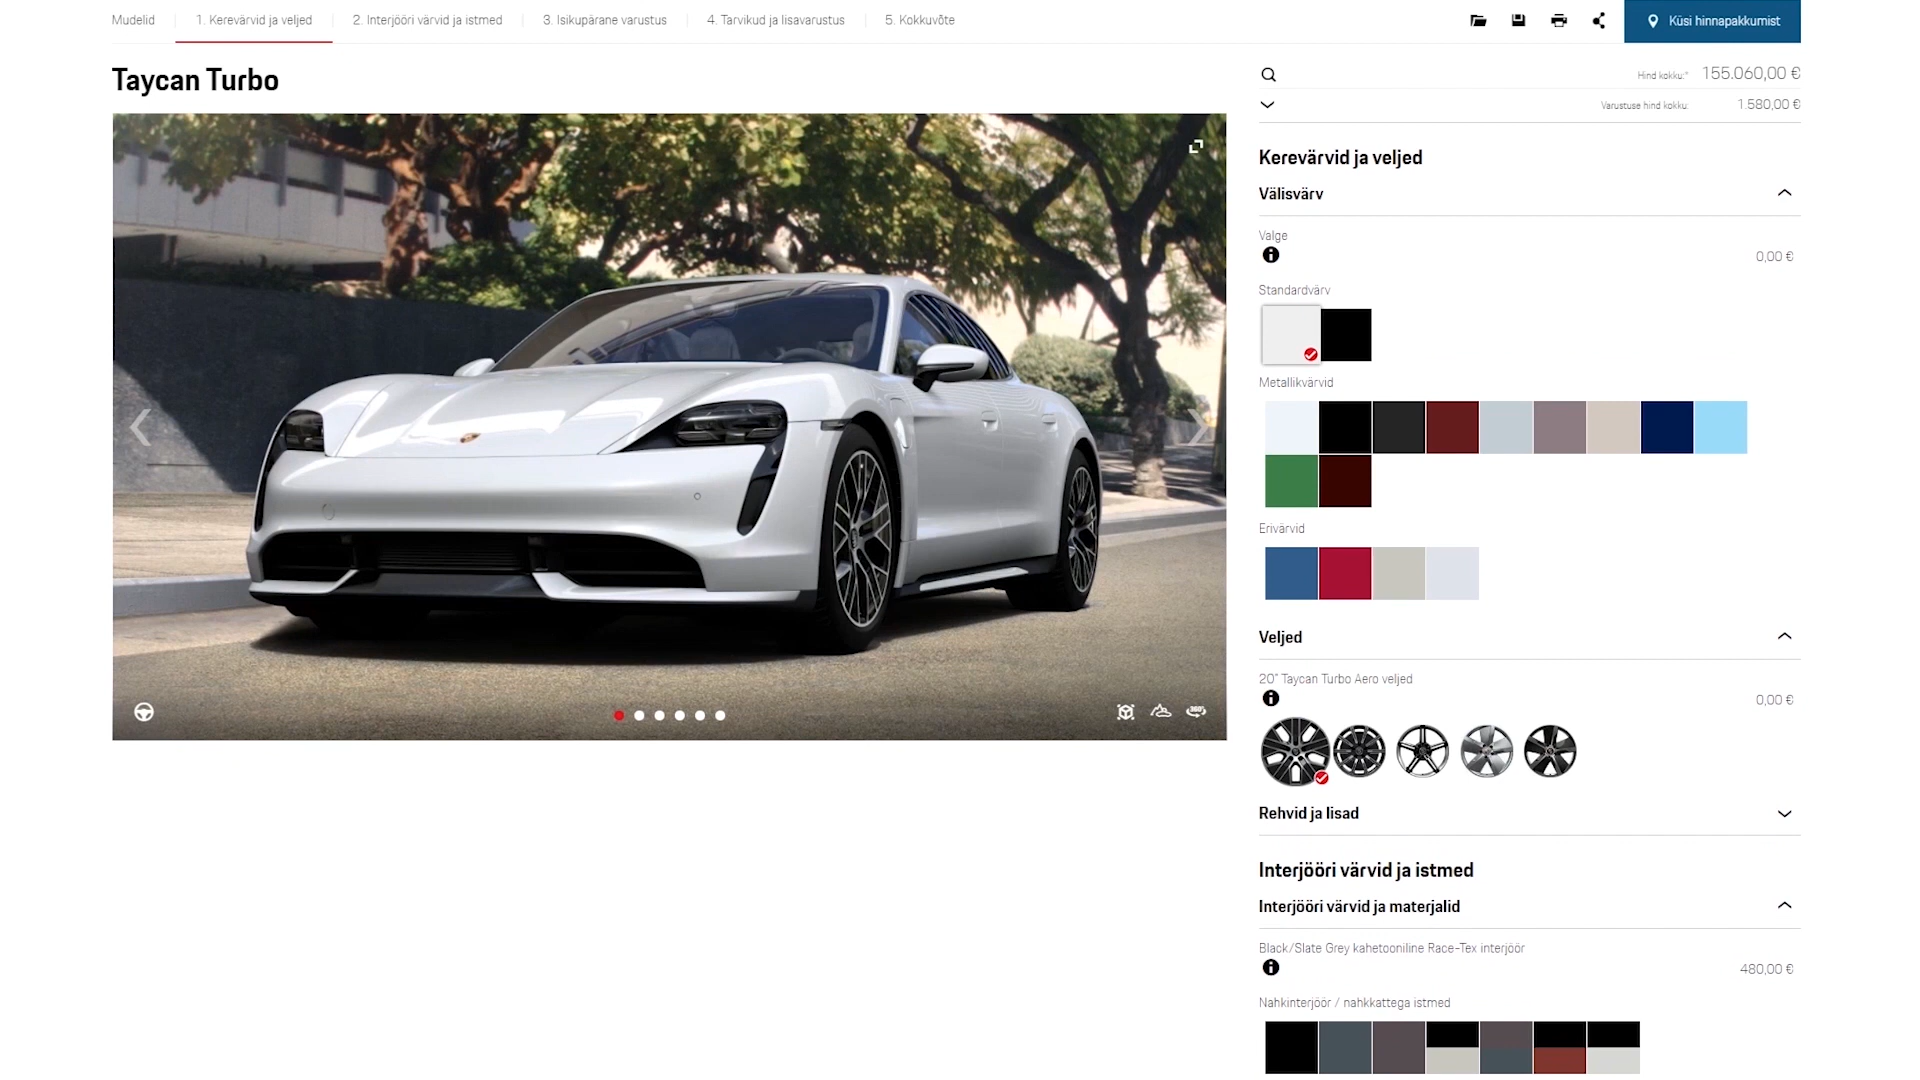 Mudelid
1. Kerevärvid ja veljed
2. Interjööri värvid ja istmed
3. Isikupärane varustus
4. Tarvikud ja lisavarustus
5. Kokkuvõte
Küsi hinnapakkumist
Taycan Turbo
Hind kokku:* 155.060,00 €
Varustuse hind kokku: 1.580,00 €
Kerevärvid ja veljed
Välisvärv
Valge
0,00 €
Standardvärv
Metallikvärvid
Erivärvid
Veljed
20" Taycan Turbo Aero veljed
0,00 €
Rehvid ja lisad
Interjööri värvid ja istmed
Interjööri värvid ja materjalid
Black/Slate Grey kahetooniline Race-Tex interjöör
480,00 €
Nahkinterjöör / nahkkattega istmed
360°